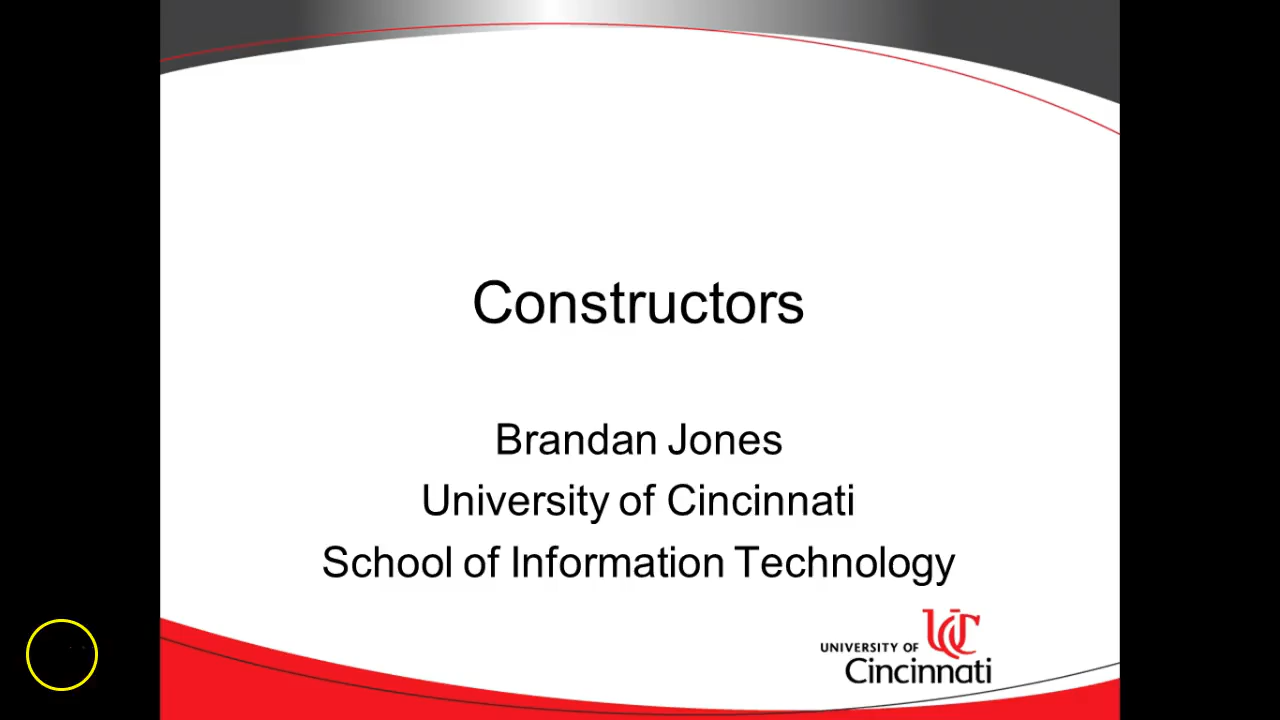 Constructors
Brandan Jones
University of Cincinnati
School of Information Technology
UC
UNIVERSITY OF
Cincinnati